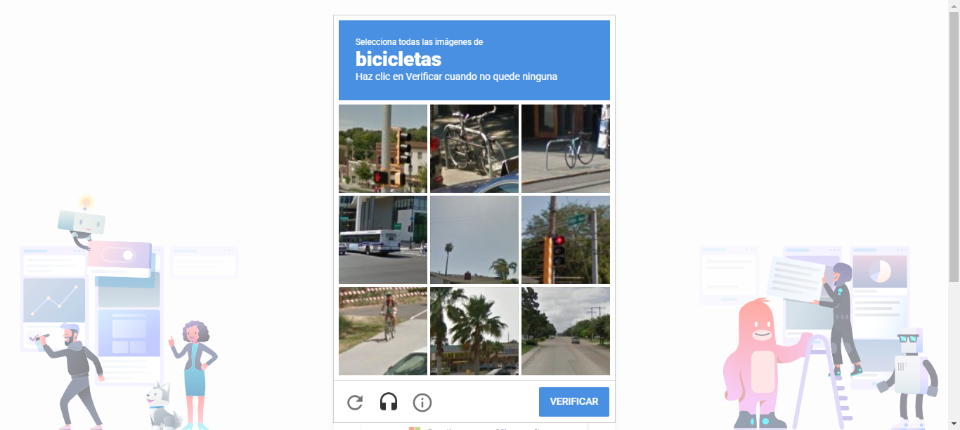 Selecciona todas las imágenes de
bicicletas
Haz clic en Verificar cuando no quede ninguna
VERIFICAR